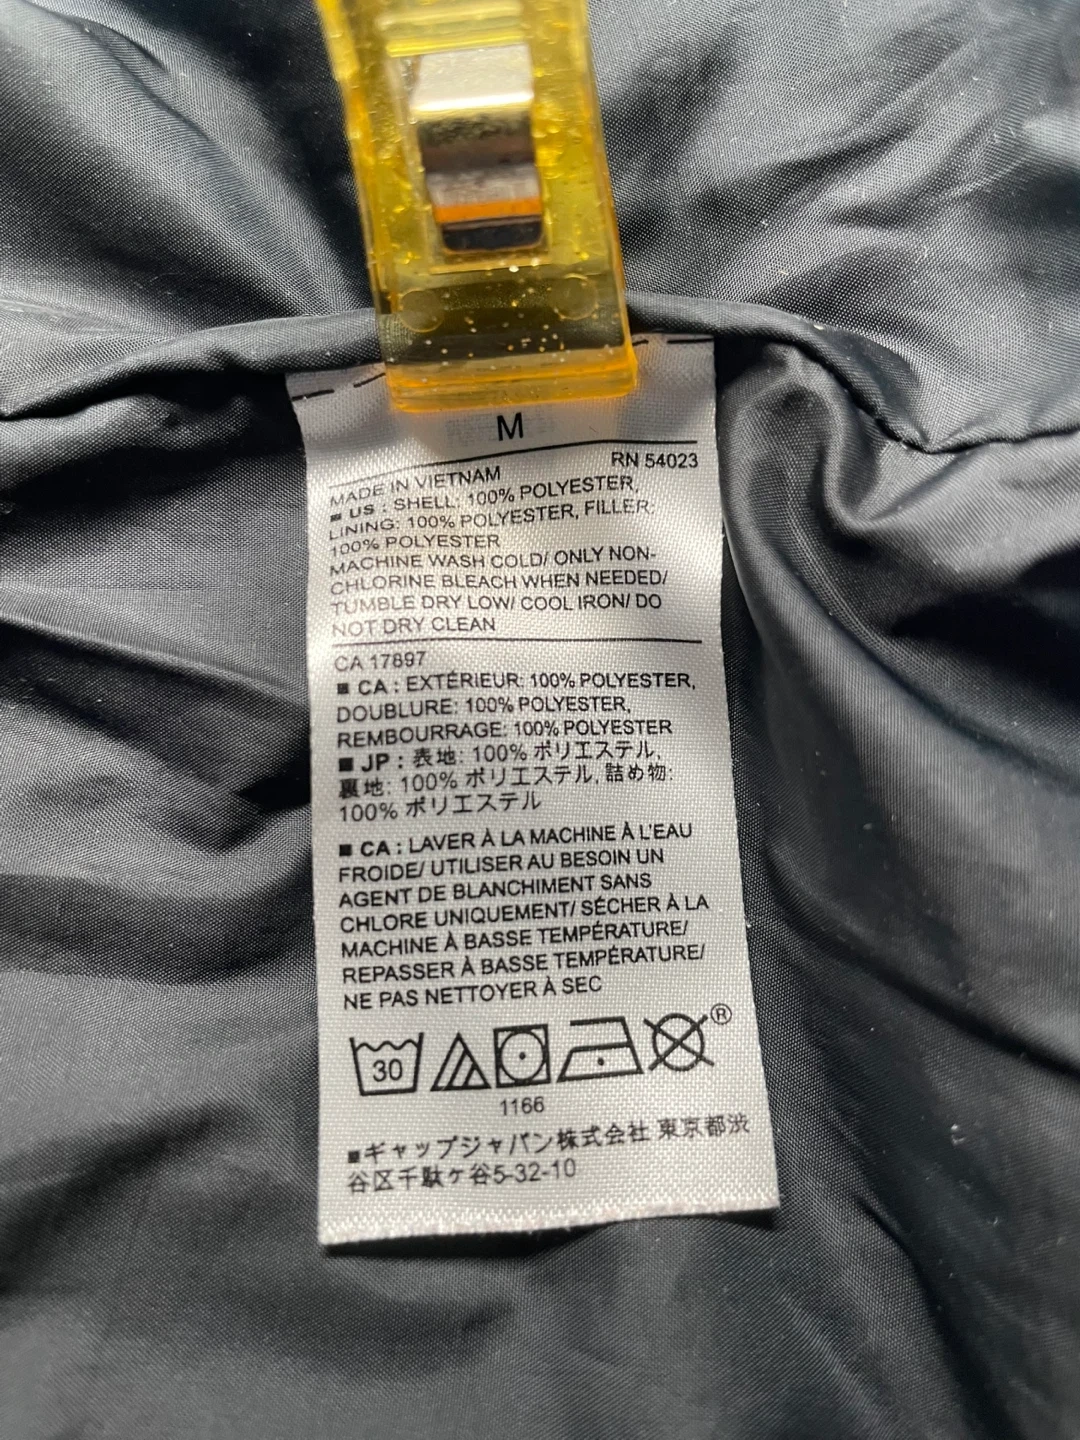 M
RN 54023
MADE IN VIETNAM
■ US : SHELL: 100% POLYESTER,
LINING: 100% POLYESTER, FILLER:
100% POLYESTER
MACHINE WASH COLD/ ONLY NON-
CHLORINE BLEACH WHEN NEEDED/
TUMBLE DRY LOW/ COOL IRON/ DO
NOT DRY CLEAN
CA 17897
■ CA : EXTÉRIEUR: 100% POLYESTER,
DOUBLURE: 100% POLYESTER,
REMBOURRAGE: 100% POLYESTER
■ JP : 表地: 100% ポリエステル,
裏地: 100% ポリエステル, 詰め物:
100% ポリエステル
■ CA : LAVER À LA MACHINE À L'EAU
FROIDE/ UTILISER AU BESOIN UN
AGENT DE BLANCHIMENT SANS
CHLORE UNIQUEMENT/ SÉCHER À LA
MACHINE À BASSE TEMPÉRATURE/
REPASSER À BASSE TEMPÉRATURE/
NE PAS NETTOYER À SEC
30 ®
1166
■ギャップジャパン株式会社 東京都渋
谷区千駄ヶ谷5-32-10